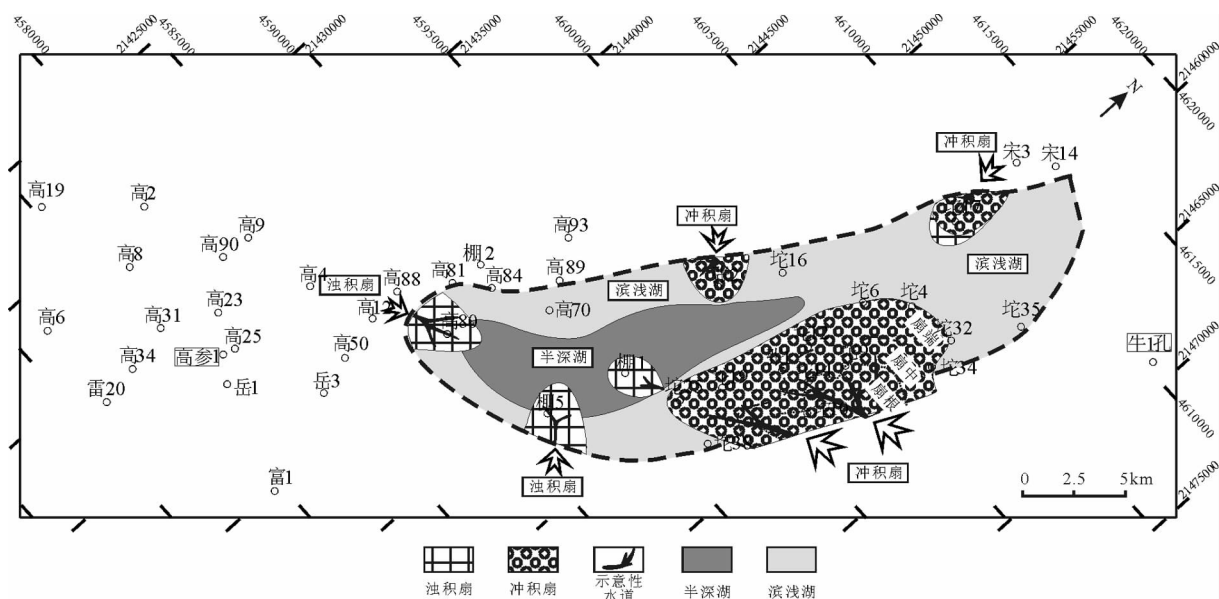 4580000
21425000
4585000
4590000
21430000
4595000
21435000
4600000
21440000
4605000
21445000
4610000
21450000
4615000
21455000
4620000
21460000
4620000
N
冲积扇
宋3
宋14
高19
高2
高9
高93
冲积扇
21465000
高8
高90
棚2
高81
高84
高89
坨16
滨浅湖
4615000
高4
高88
浊积扇
滨浅湖
高23
高12
高70
坨6
坨4
高6
高31
高80
坨35
高25
扇端
坨32
高参1
高50
半深湖
棚1
扇中
牛1孔
21470000
高34
坨34
雷20
岳1
岳3
棚5
扇根
4610000
冲积扇
富1
浊积扇
0 2.5 5km
21475000
浊积扇
冲积扇
示意性
水道
半深湖
滨浅湖